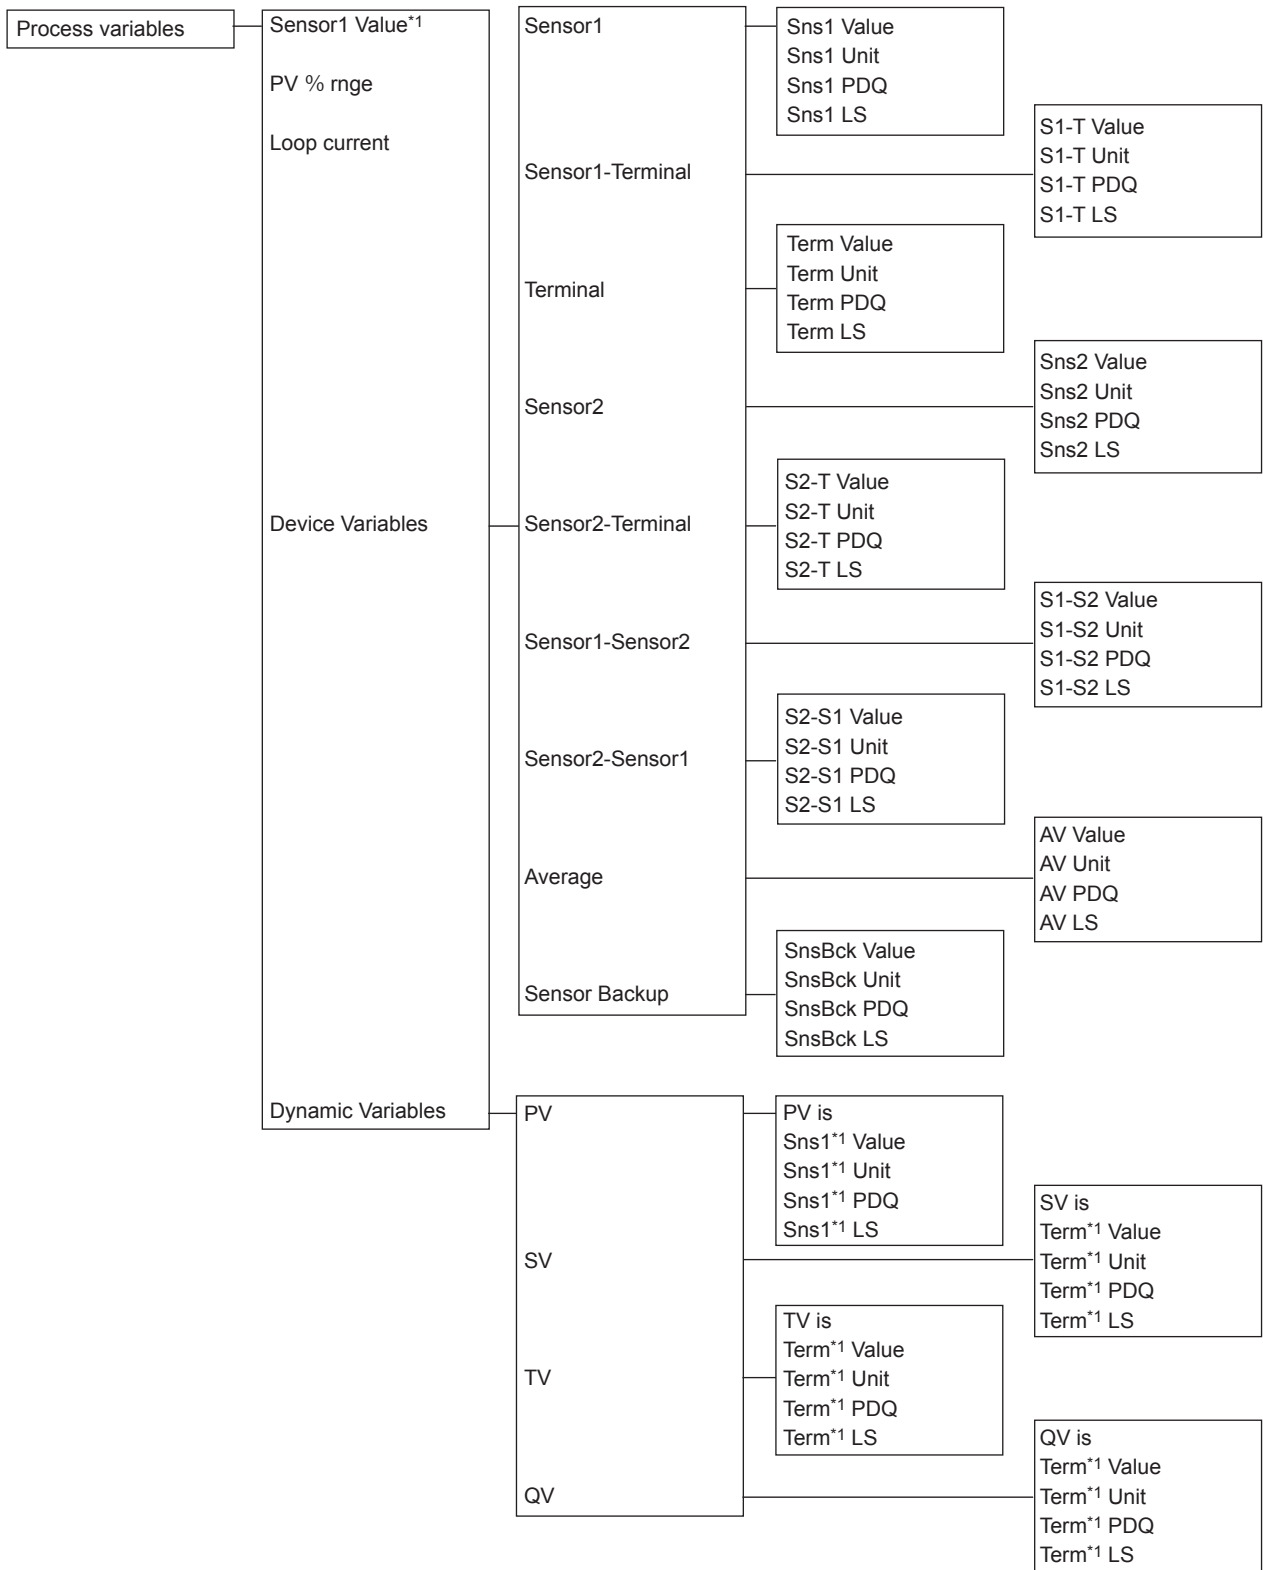 Process variables
Sensor1 Value*1
PV % rnge
Loop current
Device Variables
Dynamic Variables
Sensor1
Sensor1-Terminal
Terminal
Sensor2
Sensor2-Terminal
Sensor1-Sensor2
Sensor2-Sensor1
Average
Sensor Backup
Sns1 Value
Sns1 Unit
Sns1 PDQ
Sns1 LS
S1-T Value
S1-T Unit
S1-T PDQ
S1-T LS
Term Value
Term Unit
Term PDQ
Term LS
Sns2 Value
Sns2 Unit
Sns2 PDQ
Sns2 LS
S2-T Value
S2-T Unit
S2-T PDQ
S2-T LS
S1-S2 Value
S1-S2 Unit
S1-S2 PDQ
S1-S2 LS
S2-S1 Value
S2-S1 Unit
S2-S1 PDQ
S2-S1 LS
AV Value
AV Unit
AV PDQ
AV LS
SnsBck Value
SnsBck Unit
SnsBck PDQ
SnsBck LS
PV
SV
TV
QV
PV is
Sns1*1 Value
Sns1*1 Unit
Sns1*1 PDQ
Sns1*1 LS
SV is
Term*1 Value
Term*1 Unit
Term*1 PDQ
Term*1 LS
TV is
Term*1 Value
Term*1 Unit
Term*1 PDQ
Term*1 LS
QV is
Term*1 Value
Term*1 Unit
Term*1 PDQ
Term*1 LS